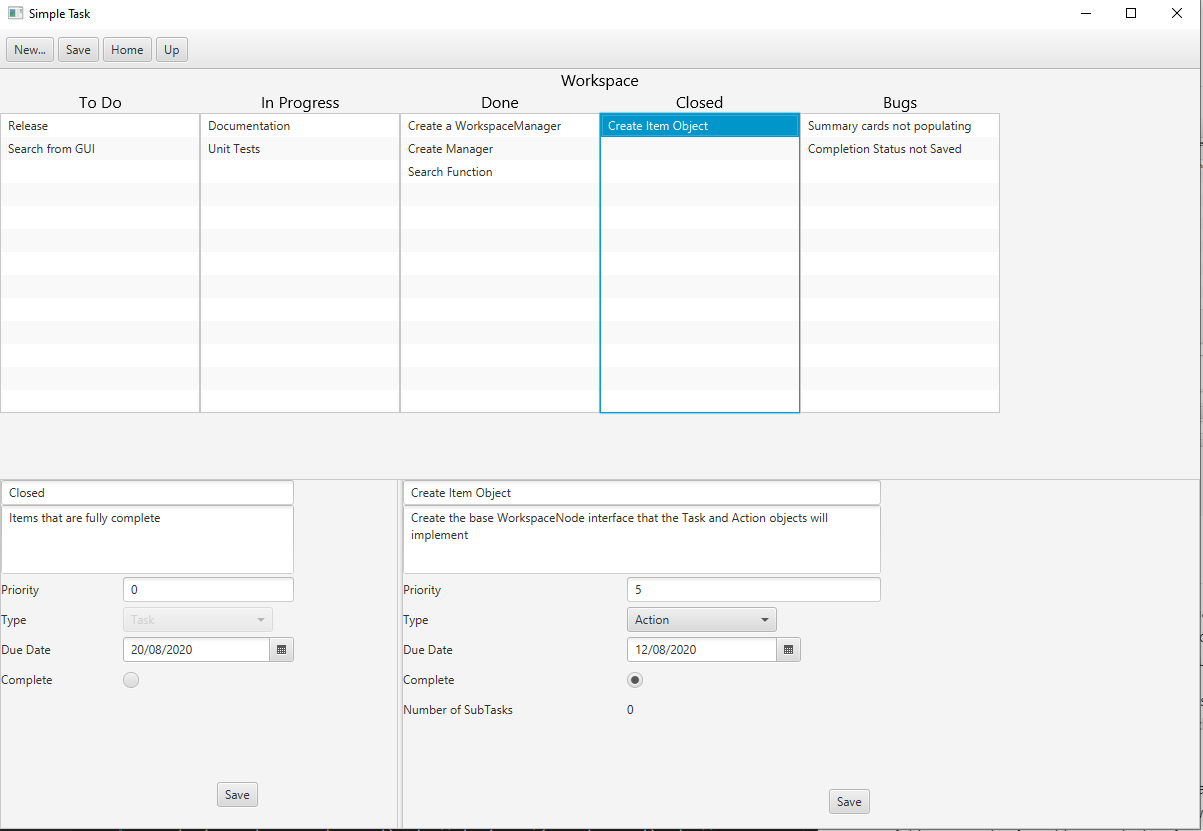 Simple Task
New... Save Home Up
Workspace
To Do In Progress Done Closed Bugs
Release Documentation Create a WorkspaceManager Create Item Object Summary cards not populating
Search from GUI Unit Tests Create Manager Completion Status not Saved
Search Function
Closed
Items that are fully complete
Priority 0
Type Task
Due Date 20/08/2020
Complete
Save
Create Item Object
Create the base WorkspaceNode interface that the Task and Action objects will
implement
Priority 5
Type Action
Due Date 12/08/2020
Complete
Number of SubTasks 0
Save